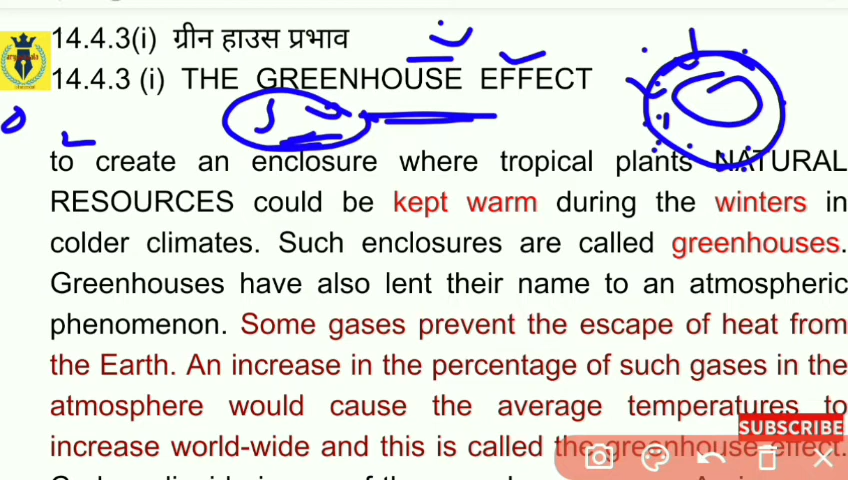 14.4.3(i) ग्रीन हाउस प्रभाव
14.4.3 (i) THE GREENHOUSE EFFECT
to create an enclosure where tropical plants NATURAL
RESOURCES could be kept warm during the winters in
colder climates. Such enclosures are called greenhouses.
Greenhouses have also lent their name to an atmospheric
phenomenon. Some gases prevent the escape of heat from
the Earth. An increase in the percentage of such gases in the
atmosphere would cause the average temperatures to
SUBSCRIBE
increase world-wide and this is called the greenhouse effect.